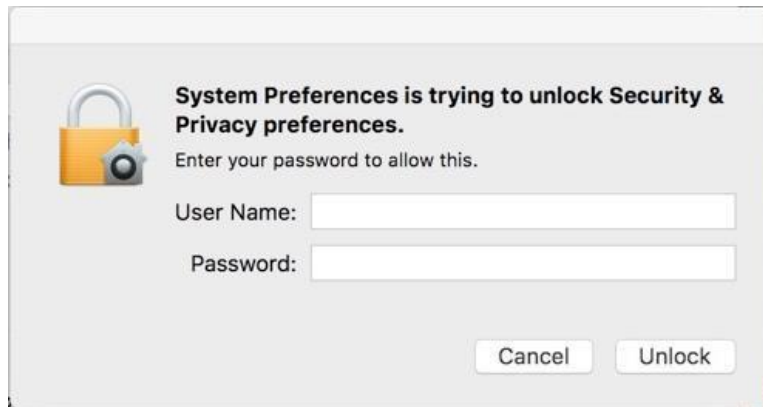 System Preferences is trying to unlock Security &
Privacy preferences.
Enter your password to allow this.
User Name:
Password:
Cancel Unlock